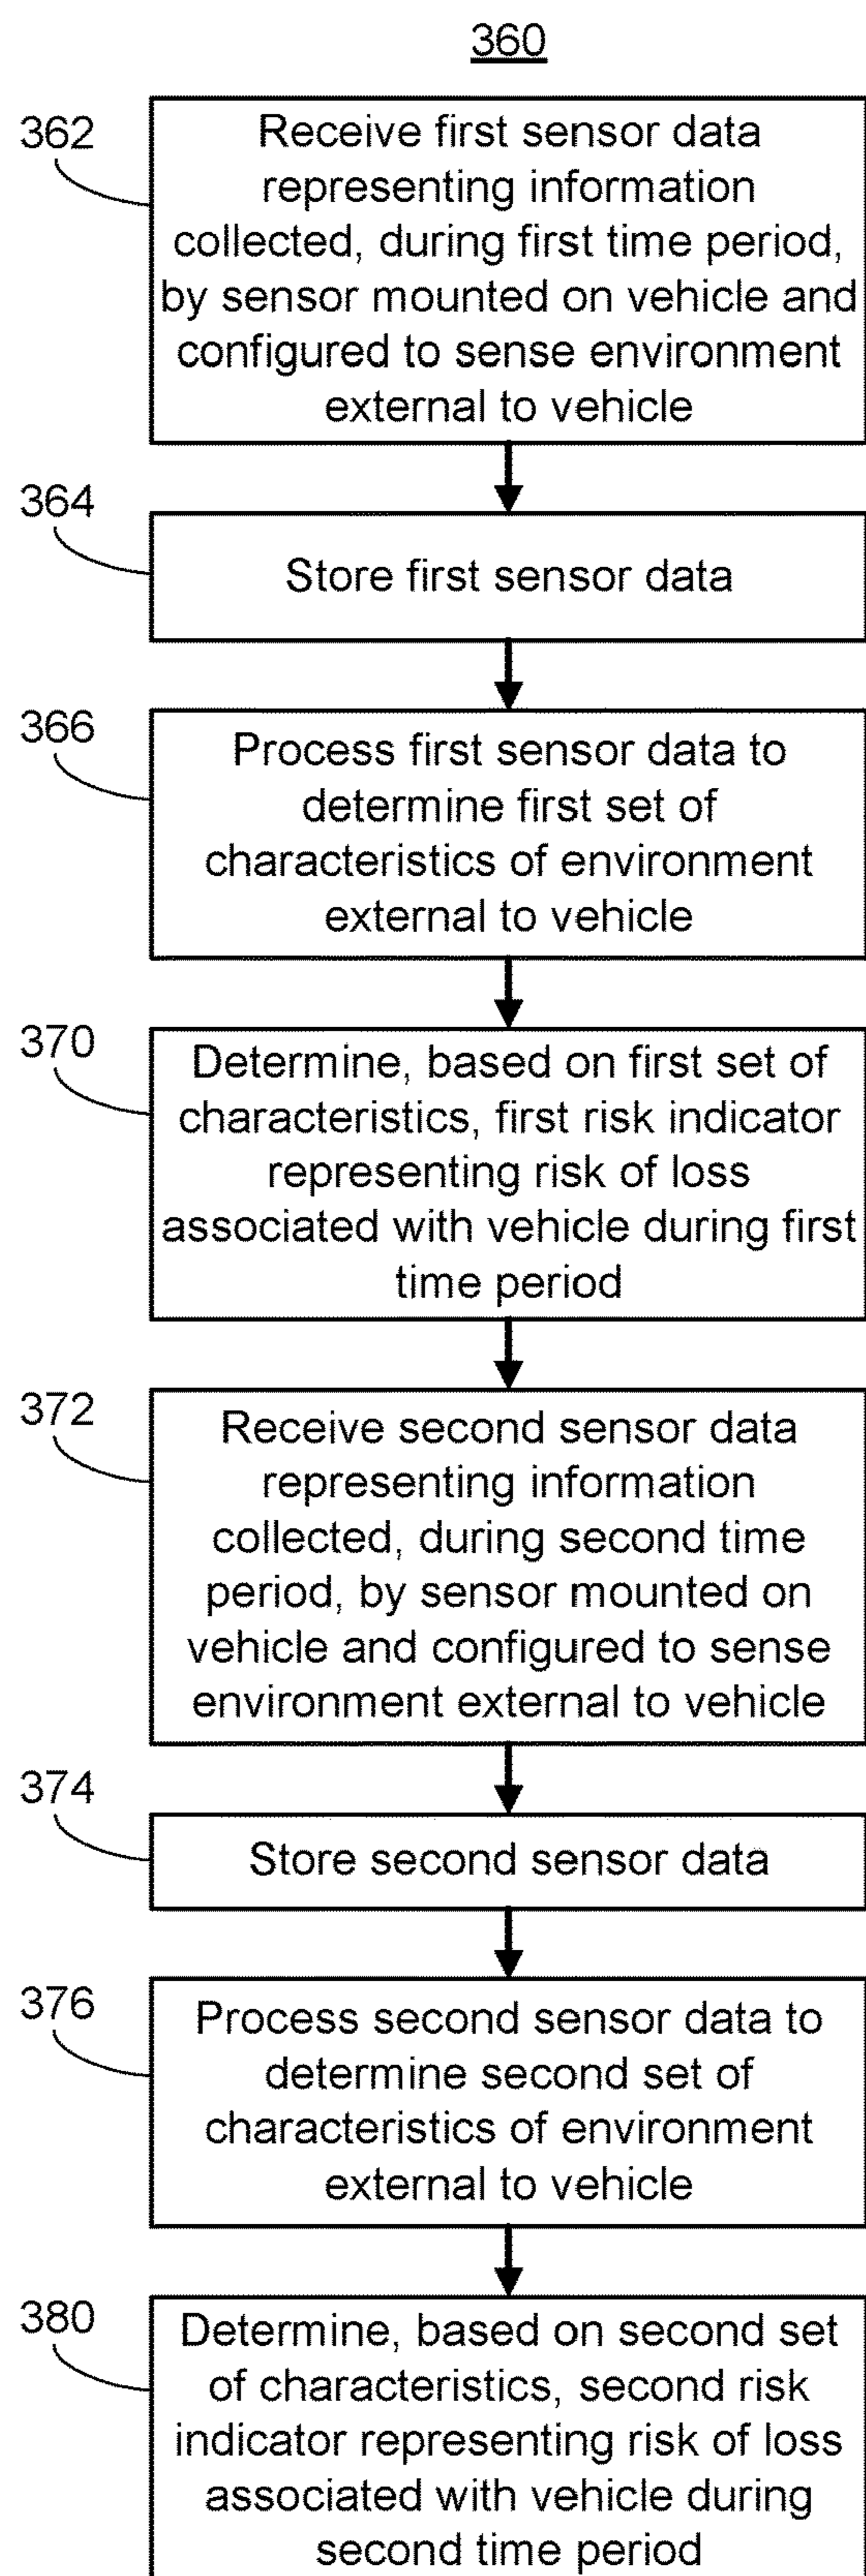 360
362
Receive first sensor data
representing information
collected, during first time period,
by sensor mounted on vehicle and
configured to sense environment
external to vehicle
364
Store first sensor data
366
Process first sensor data to
determine first set of
characteristics of environment
external to vehicle
370
Determine, based on first set of
characteristics, first risk indicator
representing risk of loss
associated with vehicle during first
time period
372
Receive second sensor data
representing information
collected, during second time
period, by sensor mounted on
vehicle and configured to sense
environment external to vehicle
374
Store second sensor data
376
Process second sensor data to
determine second set of
characteristics of environment
external to vehicle
380
Determine, based on second set
of characteristics, second risk
indicator representing risk of loss
associated with vehicle during
second time period